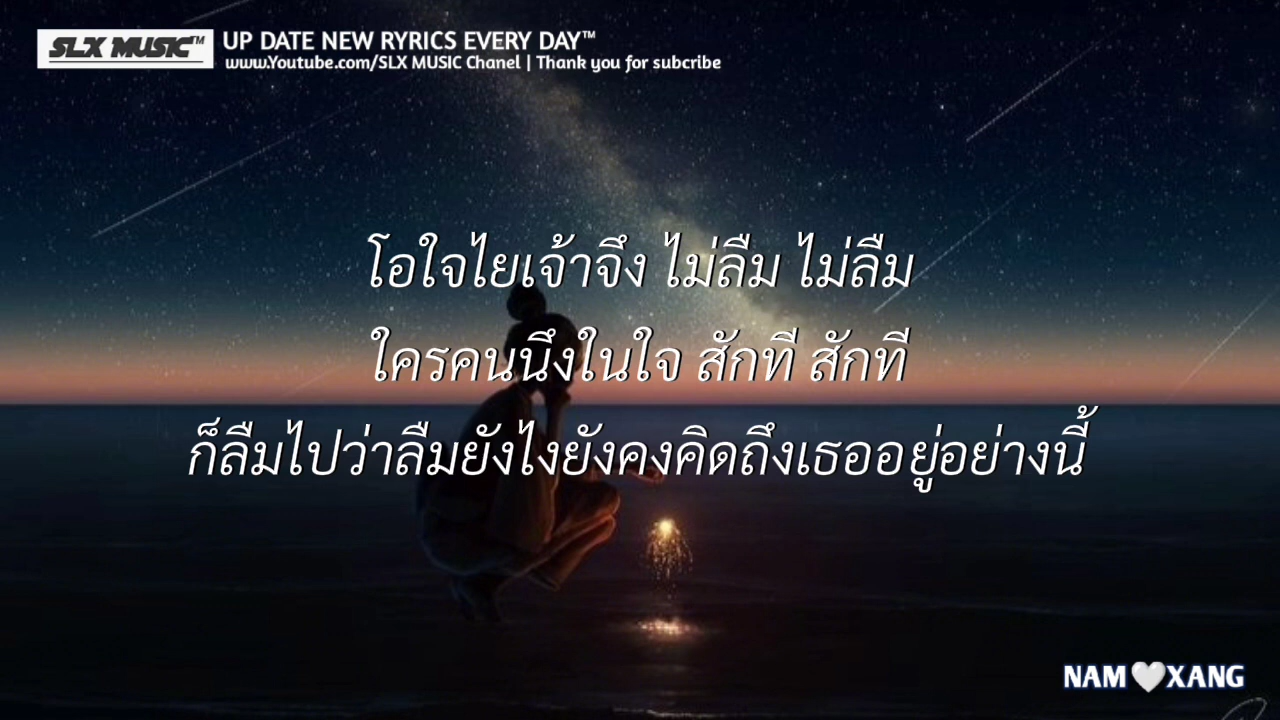 SLX MUSIC™
UP DATE NEW RYRICS EVERY DAY™
www.Youtube.com/SLX MUSIC Chanel | Thank you for subcribe
โอใจไยเจ้าจึง ไม่ลืม ไม่ลืม
ใครคนนึงในใจ สักที สักที
ก็ลืมไปว่าลืมยังไงยังคงคิดถึงเธออยู่อย่างนี้
NAM🤍XANG